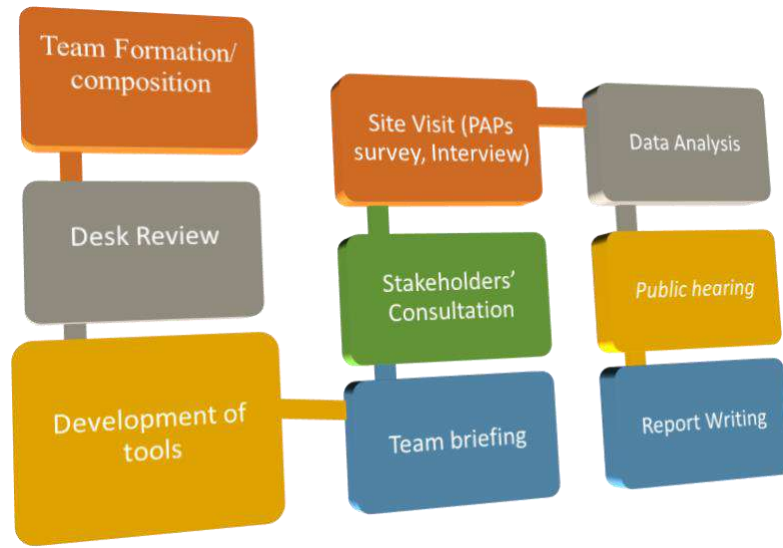 Team Formation/
composition
Desk Review
Development of
tools
Team briefing
Stakeholders'
Consultation
Site Visit (PAPs
survey, Interview)
Data Analysis
Public hearing
Report Writing